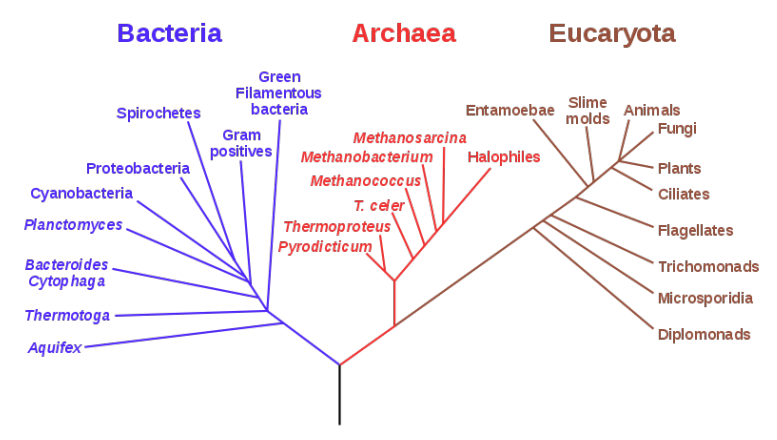 Bacteria
Archaea
Eucaryota
Green
Filamentous
bacteria
Spirochetes
Gram
positives
Proteobacteria
Cyanobacteria
Planctomyces
Bacteroides
Cytophaga
Thermotoga
Aquifex
Methanosarcina
Methanobacterium
Halophiles
Methanococcus
T. celer
Thermoproteus
Pyrodicticum
Entamoebae
Slime
molds
Animals
Fungi
Plants
Ciliates
Flagellates
Trichomonads
Microsporidia
Diplomonads